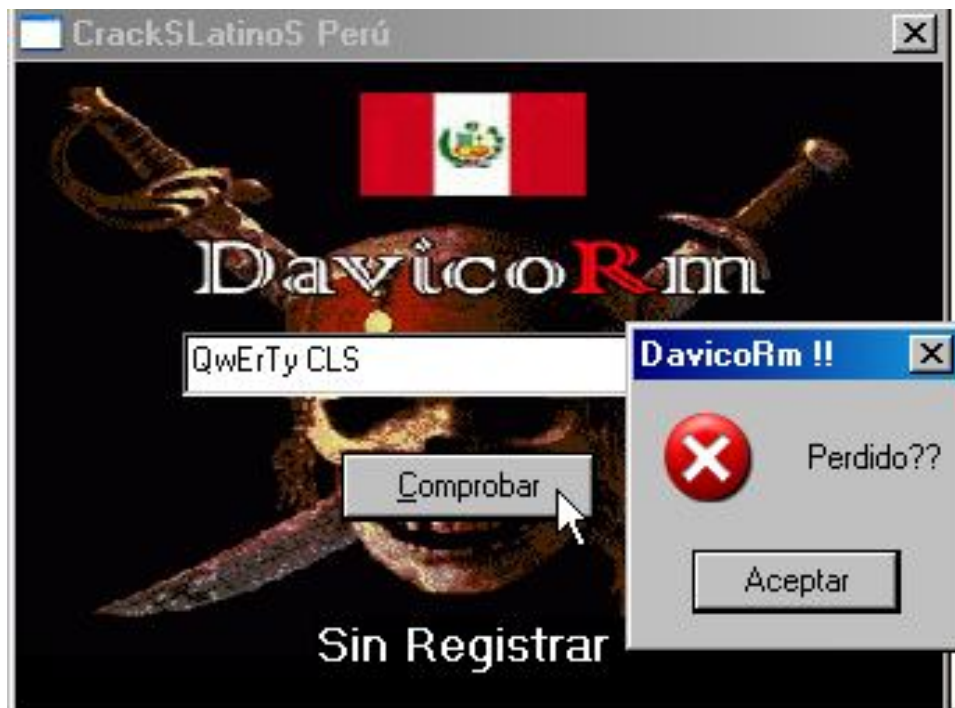 CrackSLatinoS Perú
DavicoRm
QwErTy CLS
DavicoRm !!
Perdido??
Comprobar
Aceptar
Sin Registrar